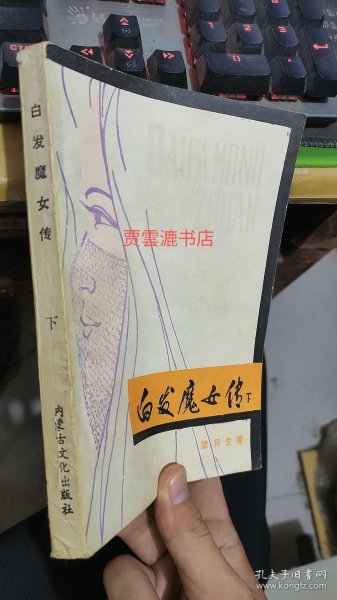 白发魔女传
下
内蒙古文化出版社
BAIFA MONU
ZHUAN
白发魔女传下
梁羽生著
贾雲漉书店
孔夫子旧书网
www.kongfz.com